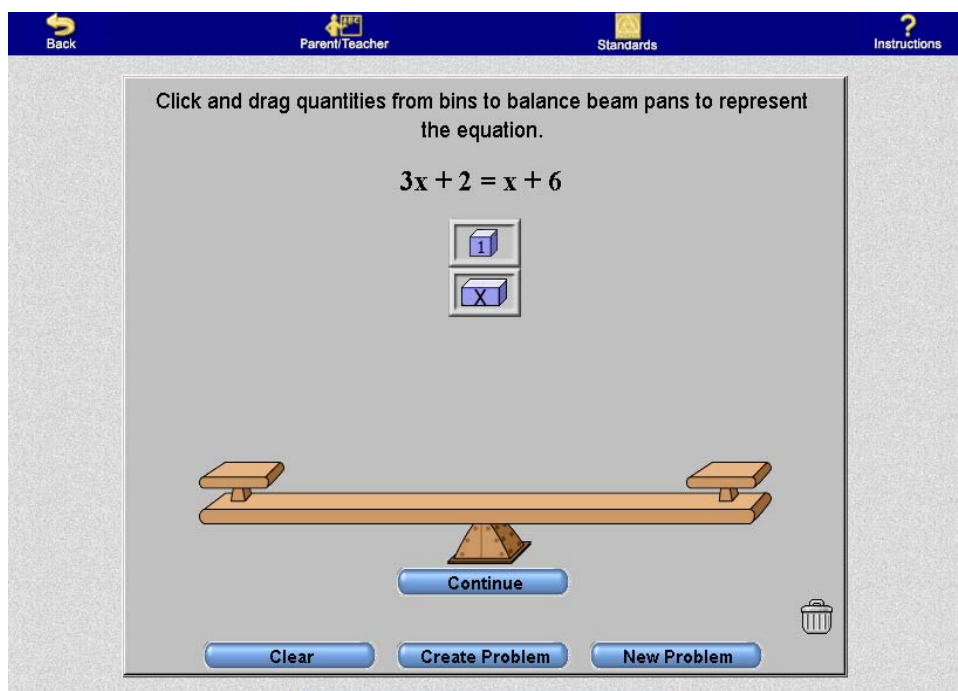 Back
Parent/Teacher
Standards
?
Instructions
ABC
Click and drag quantities from bins to balance beam pans to represent
the equation.
3x + 2 = x + 6
1
X
Continue
Clear
Create Problem
New Problem